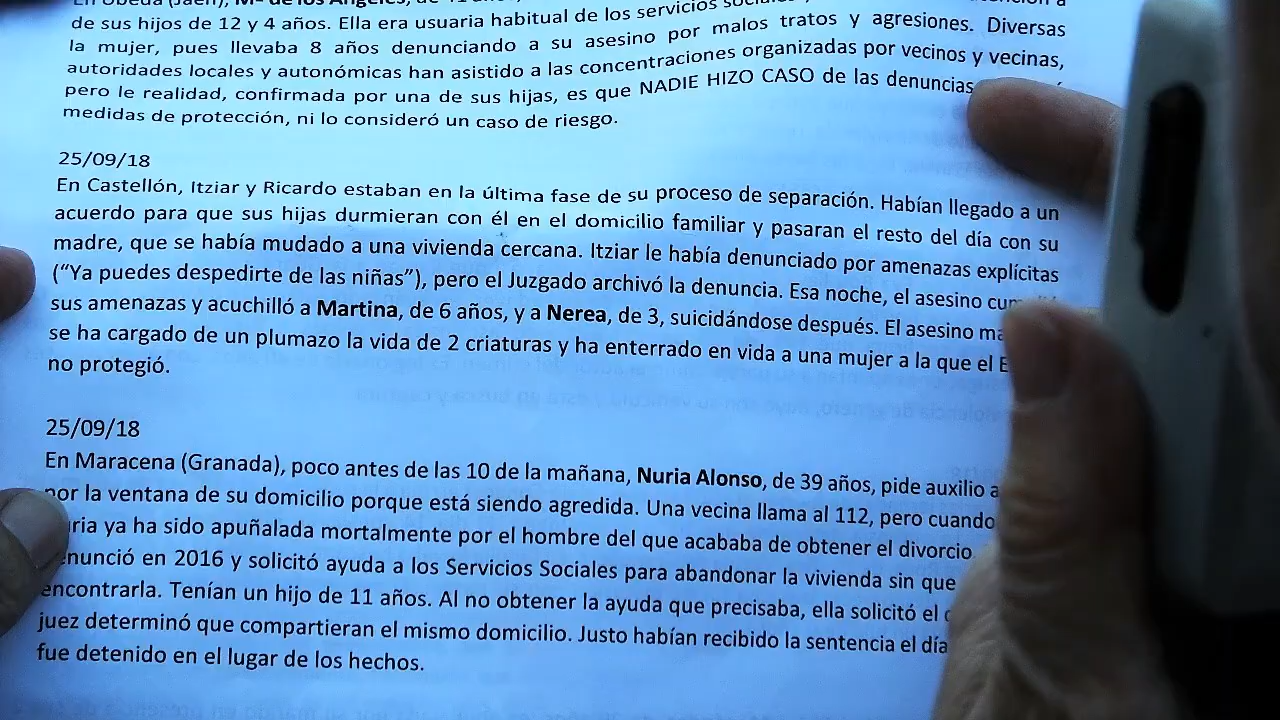 En Úbeda (Jaén), Mª de los Ángeles, de
de sus hijos de 12 y 4 años. Ella era usuaria habitual de los servicios
la mujer, pues llevaba 8 años denunciando a su asesino por malos tratos y agresiones. Diversas
autoridades locales y autonómicas han asistido a las concentraciones organizadas por vecinos y vecinas,
pero le realidad, confirmada por una de sus hijas, es que NADIE HIZO CASO de las denuncias
medidas de protección, ni lo consideró un caso de riesgo.
25/09/18
En Castellón, Itziar y Ricardo estaban en la última fase de su proceso de separación. Habían llegado a un
acuerdo para que sus hijas durmieran con él en el domicilio familiar y pasaran el resto del día con su
madre, que se había mudado a una vivienda cercana. Itziar le había denunciado por amenazas explícitas
(“Ya puedes despedirte de las niñas”), pero el Juzgado archivó la denuncia. Esa noche, el asesino
sus amenazas y acuchilló a Martina, de 6 años, y a Nerea, de 3, suicidándose después. El asesino
se ha cargado de un plumazo la vida de 2 criaturas y ha enterrado en vida a una mujer a la que el
no protegió.
25/09/18
En Maracena (Granada), poco antes de las 10 de la mañana, Nuria Alonso, de 39 años, pide auxilio a
por la ventana de su domicilio porque está siendo agredida. Una vecina llama al 112, pero cuando
ya ha sido apuñalada mortalmente por el hombre del que acababa de obtener el divorcio
en 2016 y solicitó ayuda a los Servicios Sociales para abandonar la vivienda sin que
encontrarla. Tenían un hijo de 11 años. Al no obtener la ayuda que precisaba, ella solicitó el
juez determinó que compartieran el mismo domicilio. Justo habían recibido la sentencia el día
fue detenido en el lugar de los hechos.